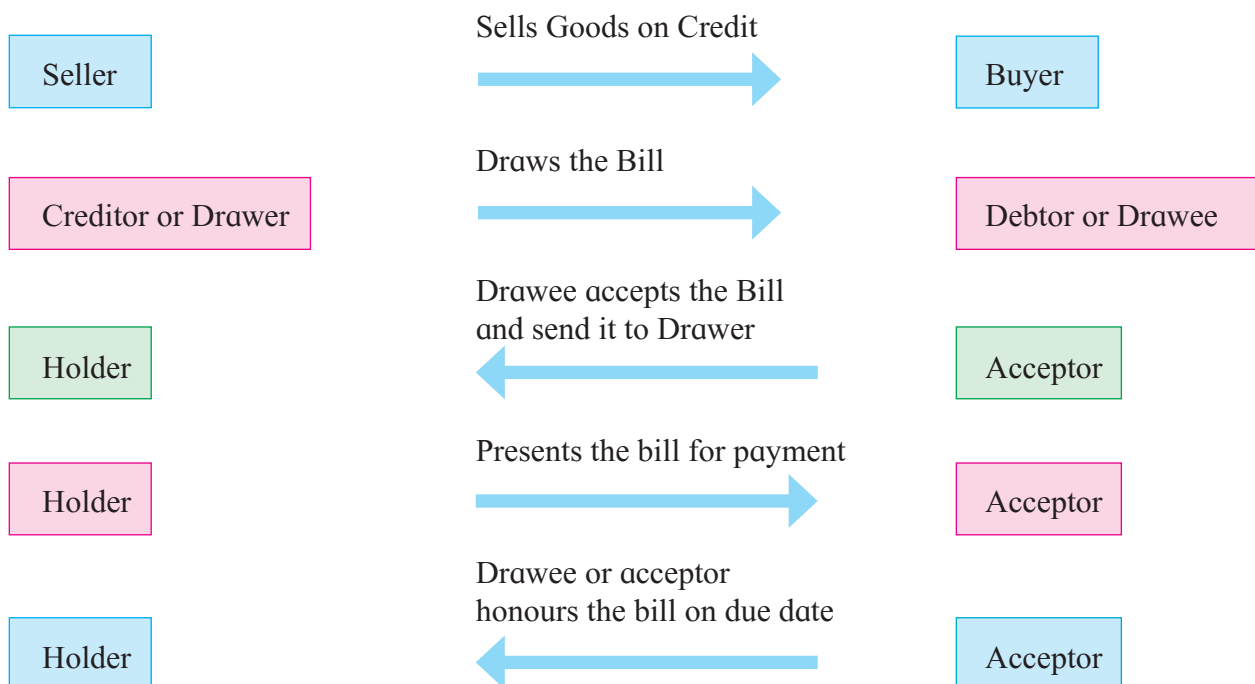 Sells Goods on Credit
Seller
Buyer
Draws the Bill
Creditor or Drawer
Debtor or Drawee
Drawee accepts the Bill
and send it to Drawer
Holder
Acceptor
Presents the bill for payment
Holder
Acceptor
Drawee or acceptor
honours the bill on due date
Holder
Acceptor